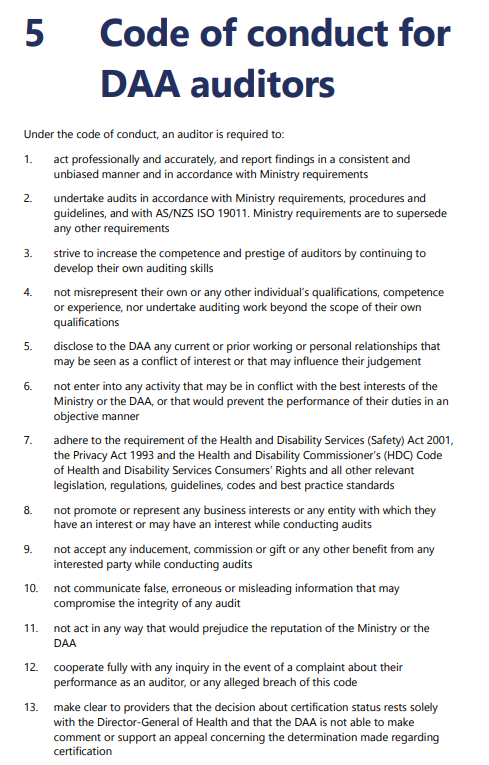 5 Code of conduct for
DAA auditors
Under the code of conduct, an auditor is required to:
1. act professionally and accurately, and report findings in a consistent and
unbiased manner and in accordance with Ministry requirements
2. undertake audits in accordance with Ministry requirements, procedures and
guidelines, and with AS/NZS ISO 19011. Ministry requirements are to supersede
any other requirements
3. strive to increase the competence and prestige of auditors by continuing to
develop their own auditing skills
4. not misrepresent their own or any other individual's qualifications, competence
or experience, nor undertake auditing work beyond the scope of their own
qualifications
5. disclose to the DAA any current or prior working or personal relationships that
may be seen as a conflict of interest or that may influence their judgement
6. not enter into any activity that may be in conflict with the best interests of the
Ministry or the DAA, or that would prevent the performance of their duties in an
objective manner
7. adhere to the requirement of the Health and Disability Services (Safety) Act 2001,
the Privacy Act 1993 and the Health and Disability Commissioner's (HDC) Code
of Health and Disability Services Consumers' Rights and all other relevant
legislation, regulations, guidelines, codes and best practice standards
8. not promote or represent any business interests or any entity with which they
have an interest or may have an interest while conducting audits
9. not accept any inducement, commission or gift or any other benefit from any
interested party while conducting audits
10. not communicate false, erroneous or misleading information that may
compromise the integrity of any audit
11. not act in any way that would prejudice the reputation of the Ministry or the
DAA
12. cooperate fully with any inquiry in the event of a complaint about their
performance as an auditor, or any alleged breach of this code
13. make clear to providers that the decision about certification status rests solely
with the Director-General of Health and that the DAA is not able to make
comment or support an appeal concerning the determination made regarding
certification